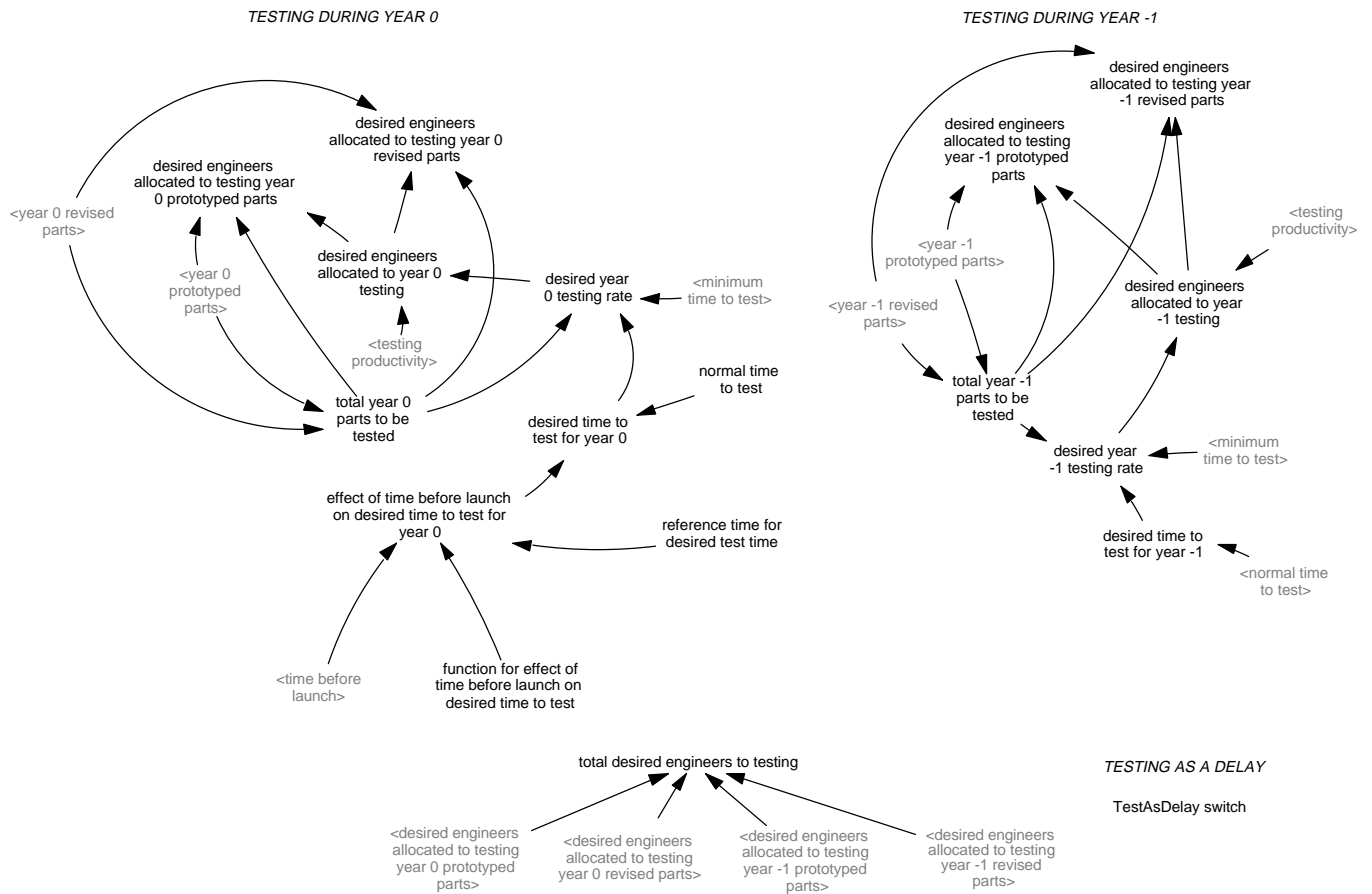 TESTING DURING YEAR 0
TESTING DURING YEAR -1
desired engineers
allocated to testing year 0
revised parts
desired engineers
allocated to testing year
0 prototyped parts
<year 0 revised
parts>
<year 0
prototyped
parts>
desired engineers
allocated to year 0
testing
desired year
0 testing rate
<minimum
time to test>
<testing
productivity>
normal time
to test
total year 0
parts to be
tested
desired time to
test for year 0
effect of time before launch
on desired time to test for
year 0
reference time for
desired test time
<time before
launch>
function for effect of
time before launch on
desired time to test
desired engineers
allocated to testing year
-1 revised parts
desired engineers
allocated to testing
year -1 prototyped
parts
<testing
productivity>
<year -1
prototyped parts>
<year -1 revised
parts>
desired engineers
allocated to year
-1 testing
total year -1
parts to be
tested
desired year
-1 testing rate
<minimum
time to test>
desired time to
test for year -1
<normal time
to test>
total desired engineers to testing
<desired engineers
allocated to testing
year 0 prototyped
parts>
<desired engineers
allocated to testing
year 0 revised parts>
<desired engineers
allocated to testing
year -1 prototyped
parts>
<desired engineers
allocated to testing
year -1 revised
parts>
TESTING AS A DELAY
TestAsDelay switch